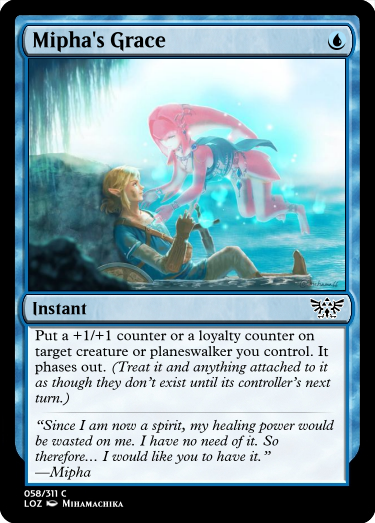 Mipha's Grace
Instant
Put a +1/+1 counter or a loyalty counter on
target creature or planeswalker you control. It
phases out. (Treat it and anything attached to it
as though they don't exist until its controller's next
turn.)
“Since I am now a spirit, my healing power would
be wasted on me. I have no need of it. So
therefore… I would like you to have it.”
—Mipha
058/311 C
LOZ Mihamachika